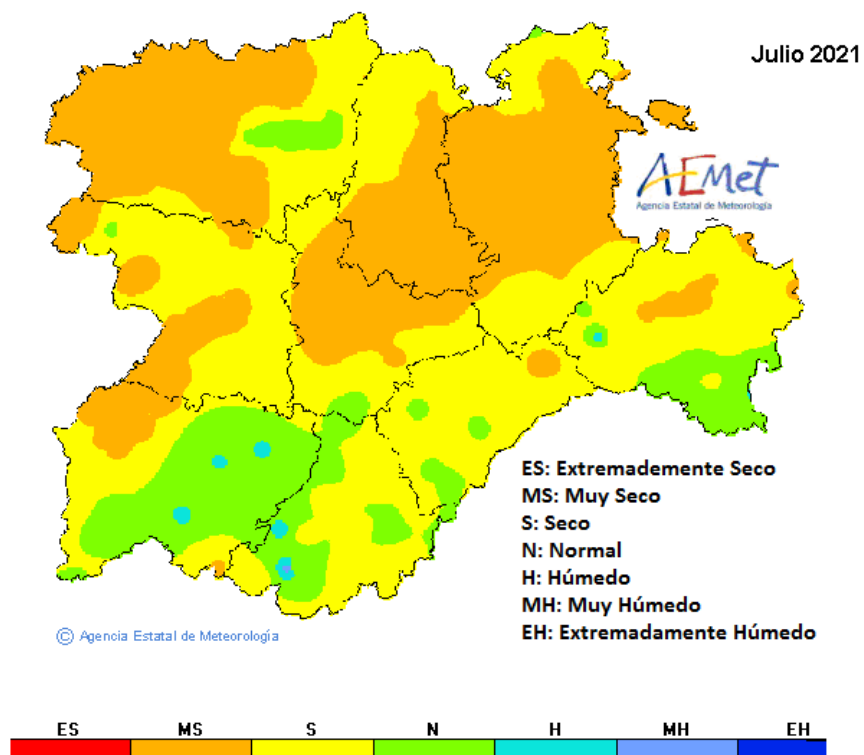 Julio 2021
AEMet
Agencia Estatal de Meteorología
ES: Extremademente Seco
MS: Muy Seco
S: Seco
N: Normal
H: Húmedo
MH: Muy Húmedo
EH: Extremadamente Húmedo
© Agencia Estatal de Meteorología
ES MS S N H MH EH